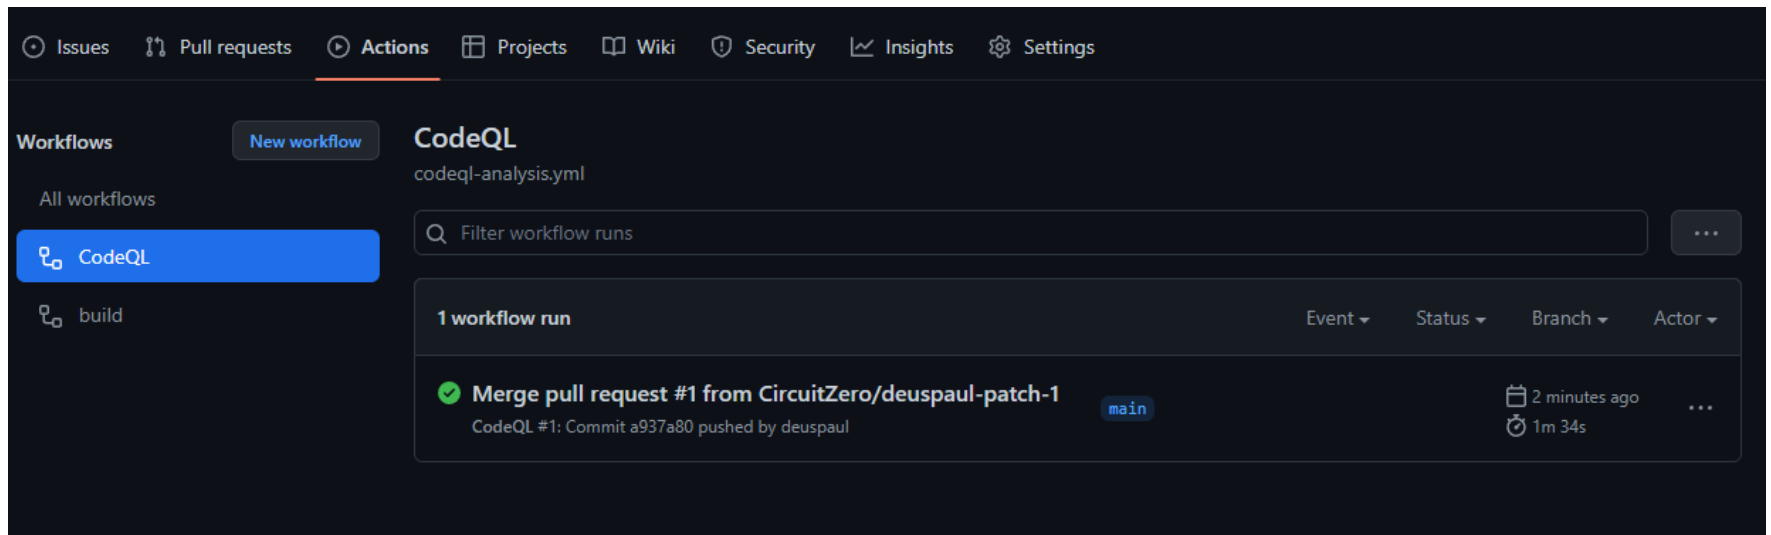 Issues Pull requests Actions Projects Wiki Security Insights Settings
Workflows
New workflow
All workflows
CodeQL
build
CodeQL
codeql-analysis.yml
Filter workflow runs
1 workflow run
Event Status Branch Actor
Merge pull request #1 from CircuitZero/deuspaul-patch-1
CodeQL #1: Commit a937a80 pushed by deuspaul
main
2 minutes ago
1m 34s